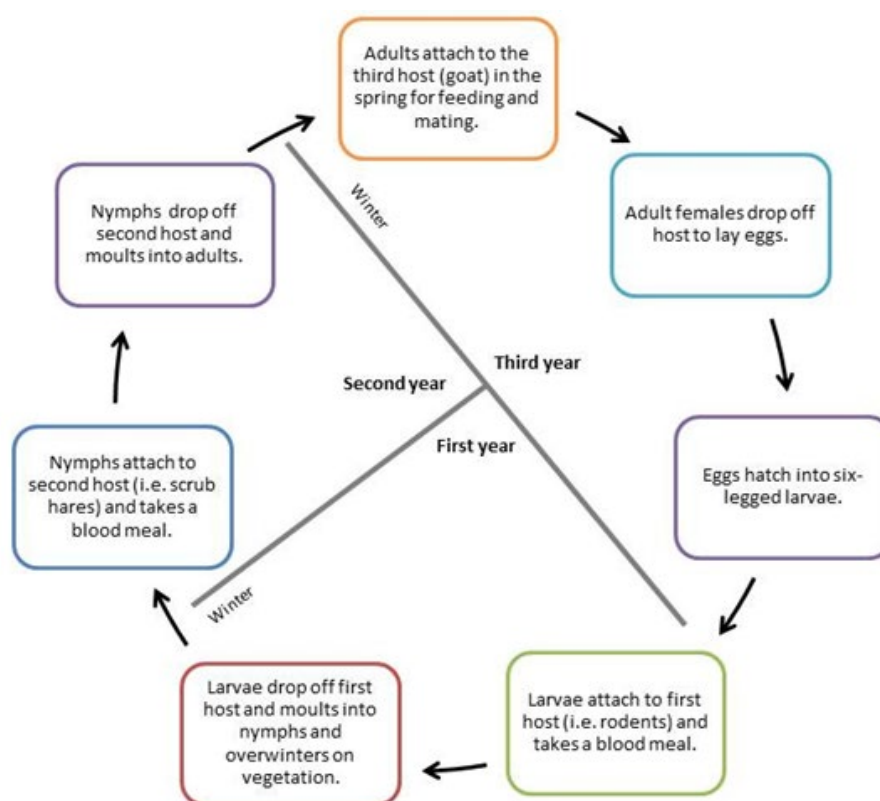 Adults attach to the
third host (goat) in the
spring for feeding and
mating.
Adult females drop off
host to lay eggs.
Eggs hatch into six-
legged larvae.
Larvae attach to first
host (i.e. rodents) and
takes a blood meal.
Larvae drop off first
host and moults into
nymphs and
overwinters on
vegetation.
Nymphs attach to
second host (i.e. scrub
hares) and takes a
blood meal.
Nymphs drop off
second host and
moults into adults.
Winter
Third year
Second year
First year
Winter